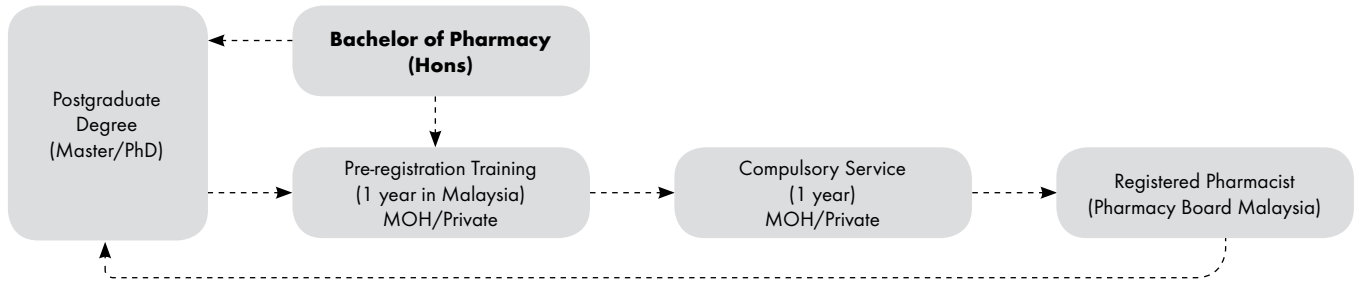 Bachelor of Pharmacy
(Hons)
Postgraduate
Degree
(Master/PhD)
Pre-registration Training
(1 year in Malaysia)
MOH/Private
Compulsory Service
(1 year)
MOH/Private
Registered Pharmacist
(Pharmacy Board Malaysia)